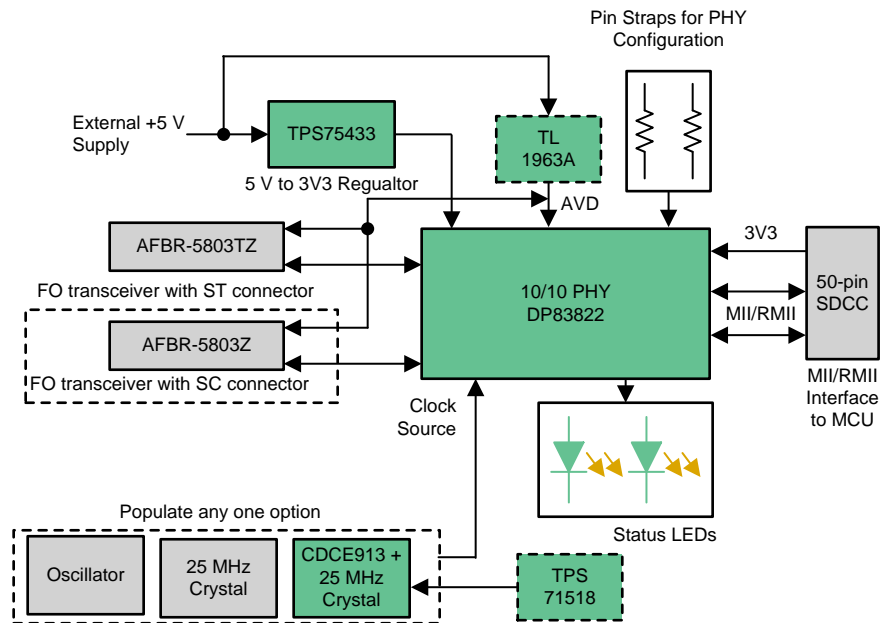 Pin Straps for PHY
Configuration
External +5 V
Supply
TPS75433
5 V to 3V3 Regualtor
TL
1963A
AVD
AFBR-5803TZ
FO transceiver with ST connector
AFBR-5803Z
FO transceiver with SC connector
10/10 PHY
DP83822
3V3
MII/RMII
50-pin
SDCC
MII/RMII
Interface
to MCU
Clock
Source
Status LEDs
Populate any one option
Oscillator
25 MHz
Crystal
CDCE913 +
25 MHz
Crystal
TPS
71518